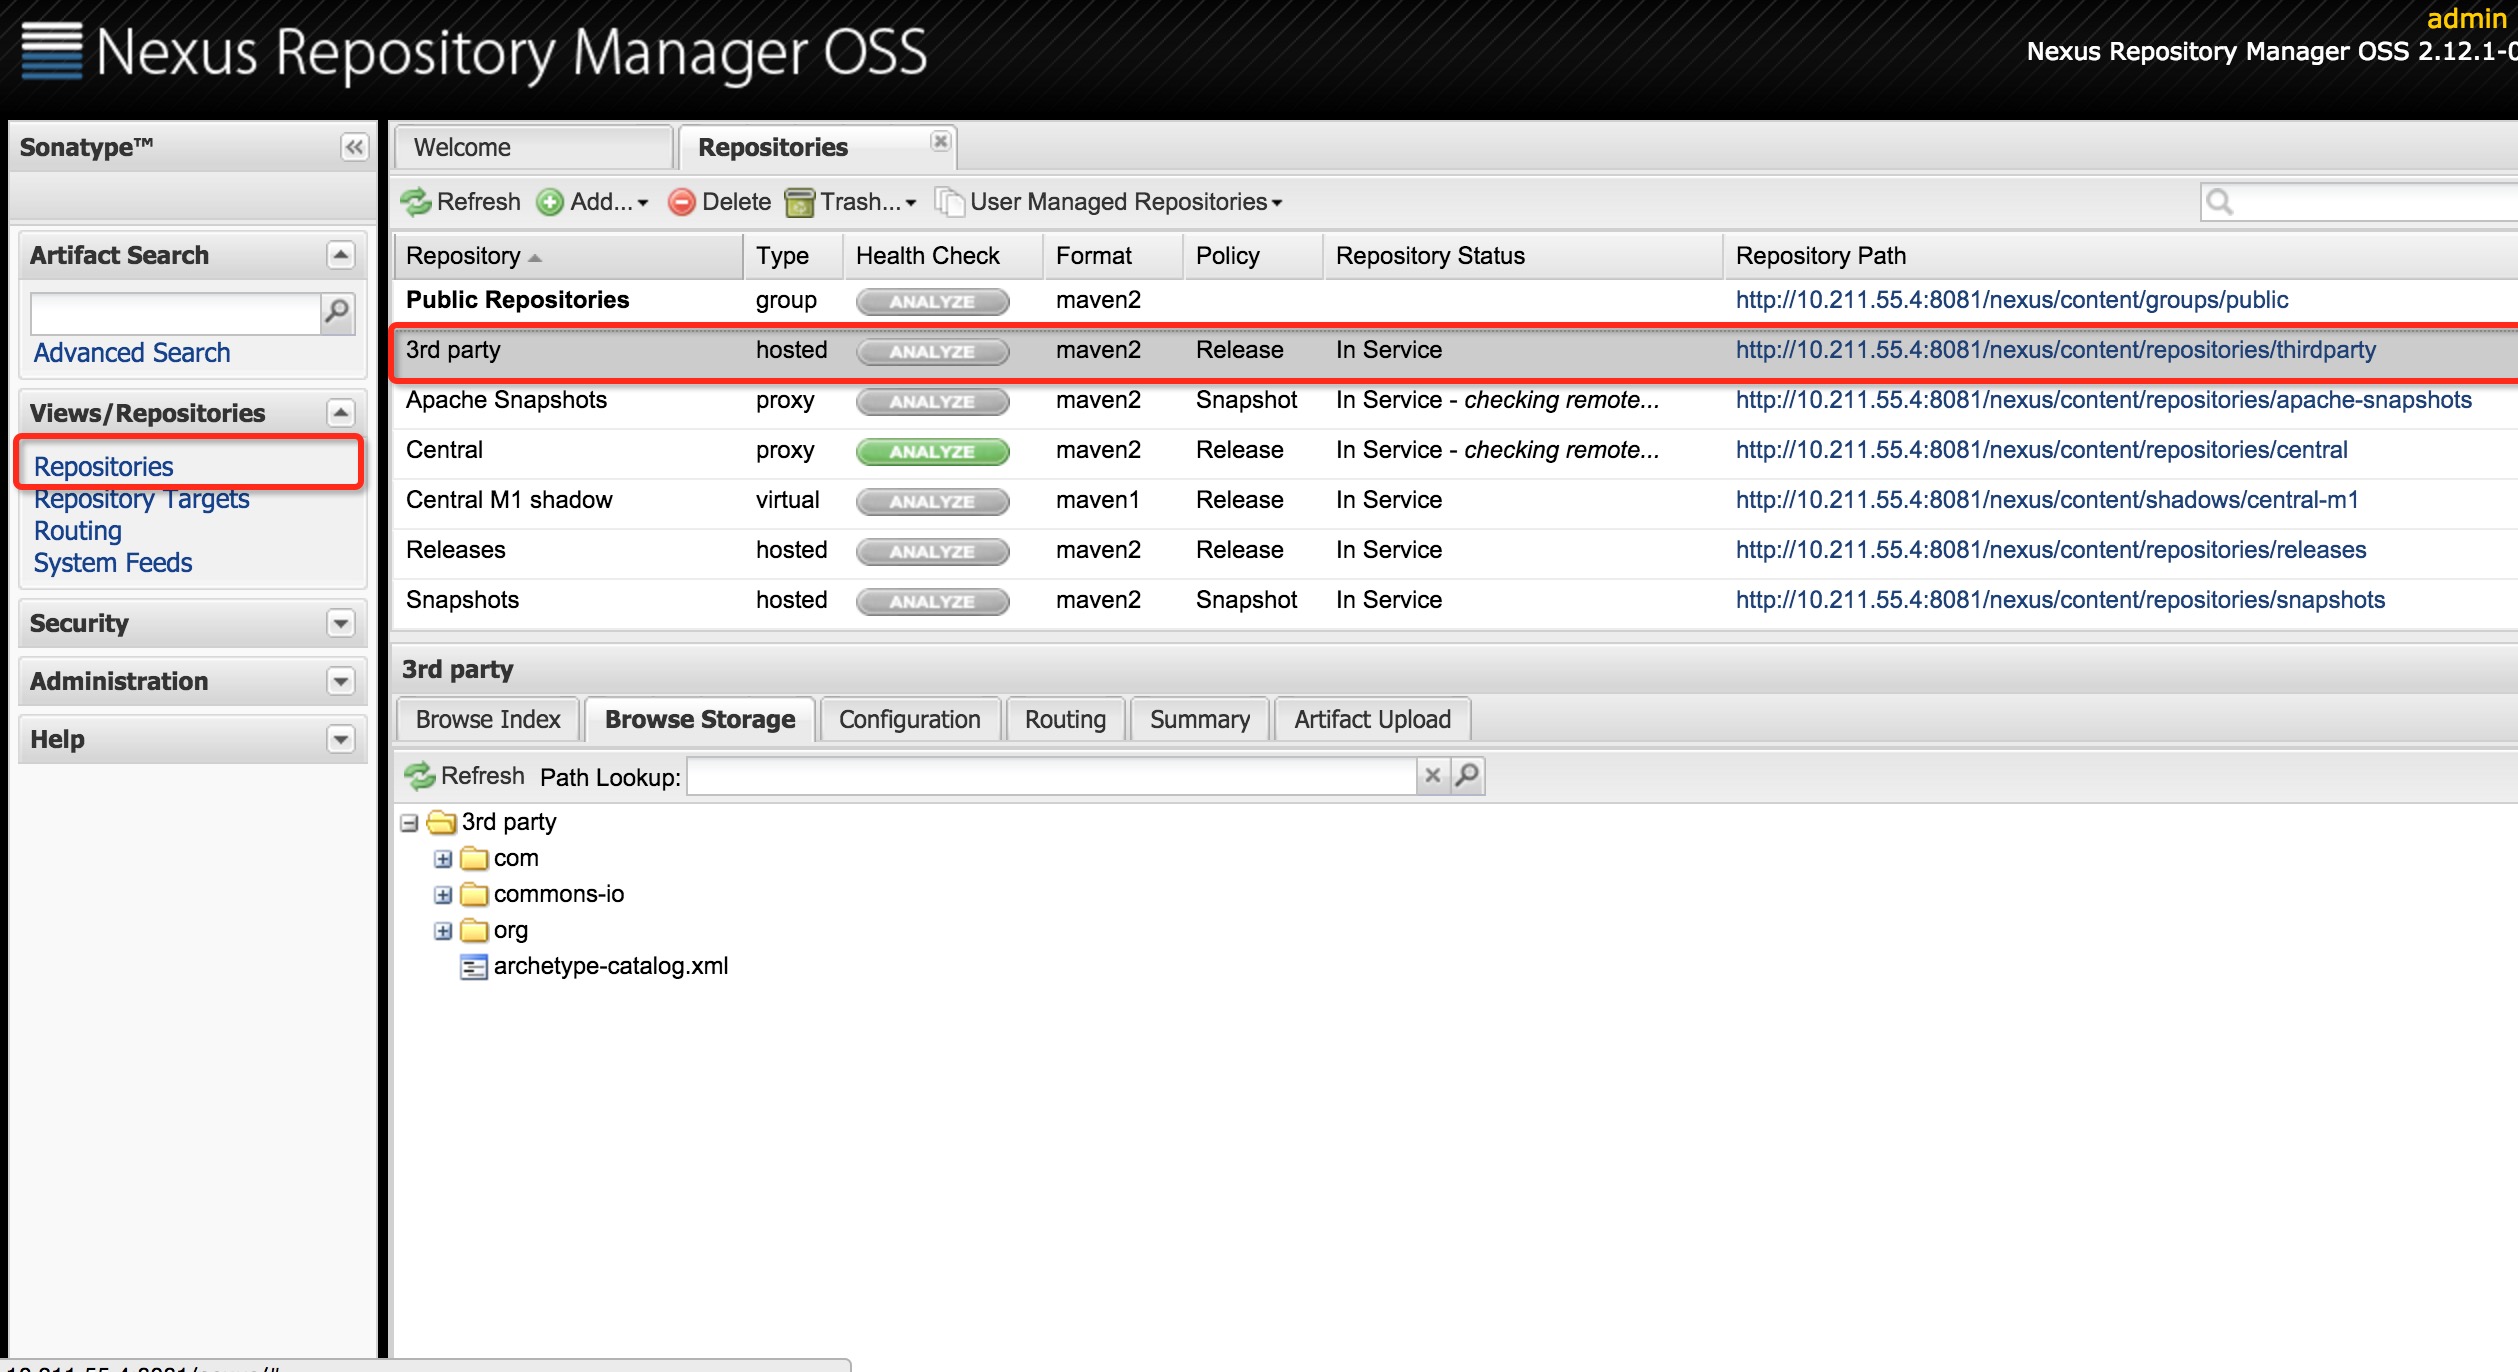 Nexus Repository Manager OSS
admin
Nexus Repository Manager OSS 2.12.1-0
Sonatype™
Welcome
Repositories
Refresh Add... Delete Trash... User Managed Repositories
Artifact Search
Advanced Search
Views/Repositories
Repositories
Repository Targets
Routing
System Feeds
Security
Administration
Help
Repository Type Health Check Format Policy Repository Status Repository Path
Public Repositories group ANALYZE maven2 http://10.211.55.4:8081/nexus/content/groups/public
3rd party hosted ANALYZE maven2 Release In Service http://10.211.55.4:8081/nexus/content/repositories/thirdparty
Apache Snapshots proxy ANALYZE maven2 Snapshot In Service - checking remote... http://10.211.55.4:8081/nexus/content/repositories/apache-snapshots
Central proxy ANALYZE maven2 Release In Service - checking remote... http://10.211.55.4:8081/nexus/content/repositories/central
Central M1 shadow virtual ANALYZE maven1 Release In Service http://10.211.55.4:8081/nexus/content/shadows/central-m1
Releases hosted ANALYZE maven2 Release In Service http://10.211.55.4:8081/nexus/content/repositories/releases
Snapshots hosted ANALYZE maven2 Snapshot In Service http://10.211.55.4:8081/nexus/content/repositories/snapshots
3rd party
Browse Index Browse Storage Configuration Routing Summary Artifact Upload
Refresh Path Lookup:
3rd party
com
commons-io
org
archetype-catalog.xml